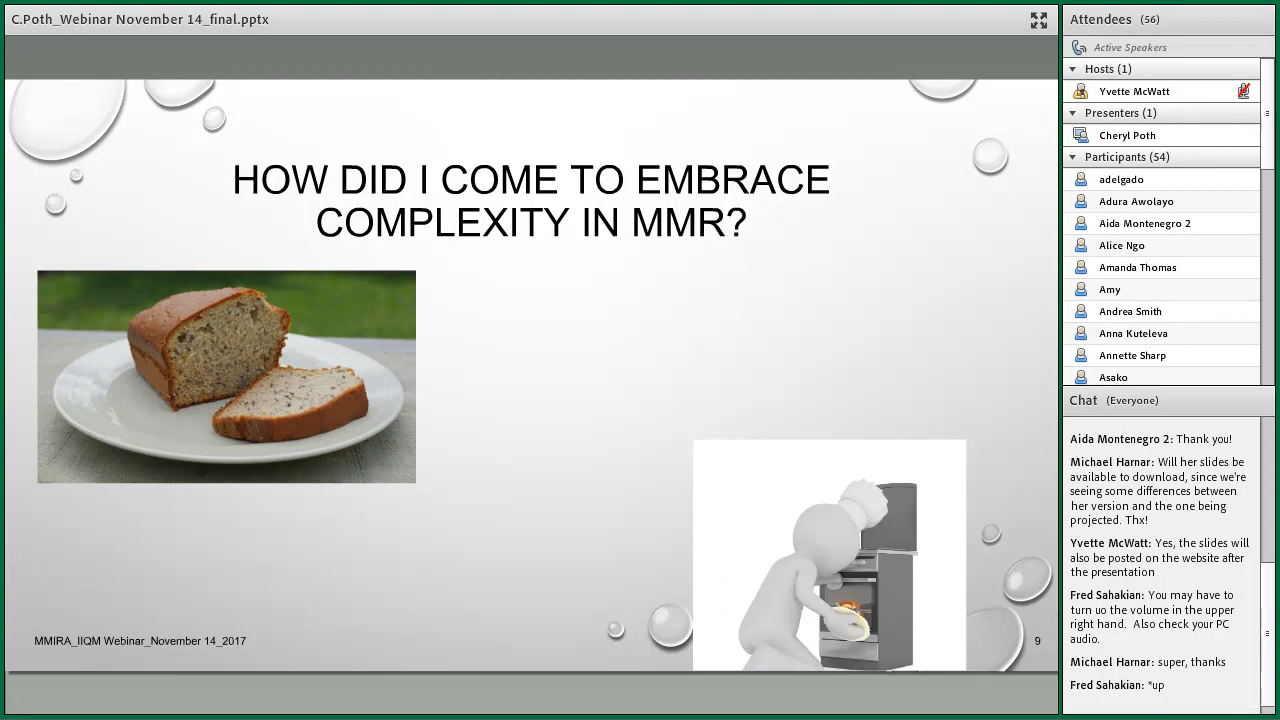 C.Poth_Webinar November 14_final.pptx
HOW DID I COME TO EMBRACE
COMPLEXITY IN MMR?
MMIRA_IIQM Webinar_November 14_2017
9
Attendees (56)
Active Speakers
Hosts (1)
Yvette McWatt
Presenters (1)
Cheryl Poth
Participants (54)
adelgado
Adura Awolayo
Aida Montenegro 2
Alice Ngo
Amanda Thomas
Amy
Andrea Smith
Anna Kuteleva
Annette Sharp
Asako
Chat (Everyone)
Aida Montenegro 2: Thank you!
Michael Harnar: Will her slides be
available to download, since we're
seeing some differences between
her version and the one being
projected. Thx!
Yvette McWatt: Yes, the slides will
also be posted on the website after
the presentation
Fred Sahakian: You may have to
turn uo the volume in the upper
right hand. Also check your PC
audio.
Michael Harnar: super, thanks
Fred Sahakian: *up